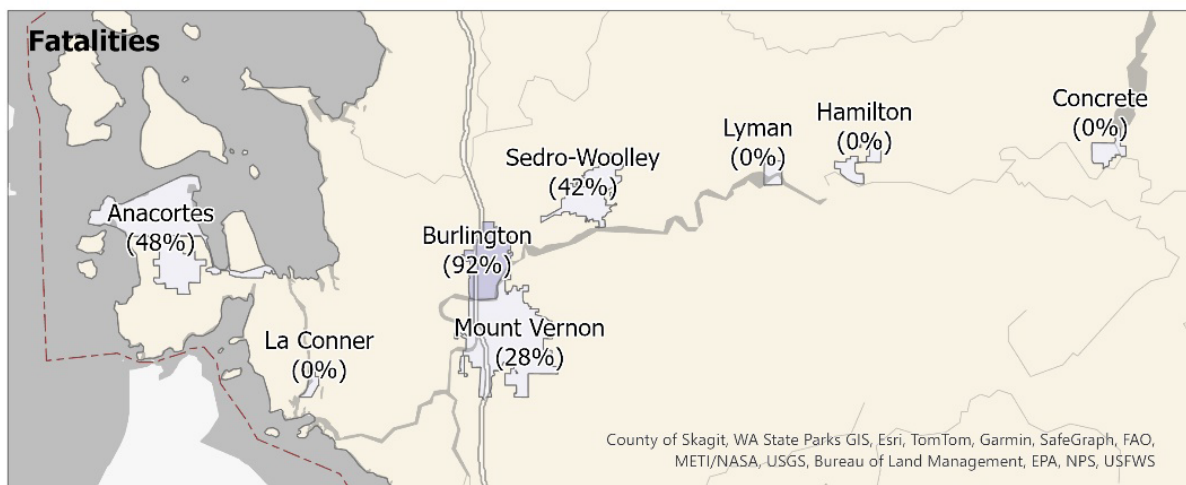 Fatalities
Concrete
(0%)
Hamilton
(0%)
Lyman
(0%)
Sedro-Woolley
(42%)
Anacortes
(48%)
Burlington
(92%)
Mount Vernon
(28%)
La Conner
(0%)
County of Skagit, WA State Parks GIS, Esri, TomTom, Garmin, SafeGraph, FAO,
METI/NASA, USGS, Bureau of Land Management, EPA, NPS, USFWS